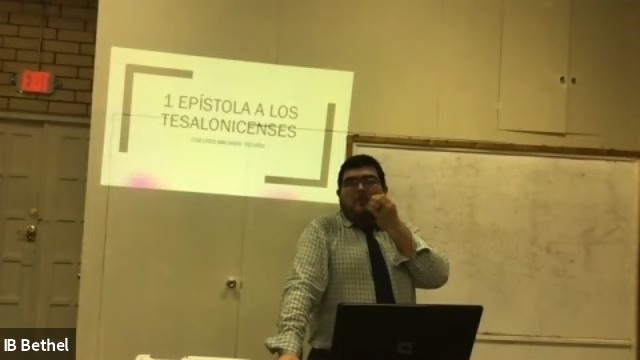 1 EPÍSTOLA A LOS
TESALONICENSES
IB Bethel